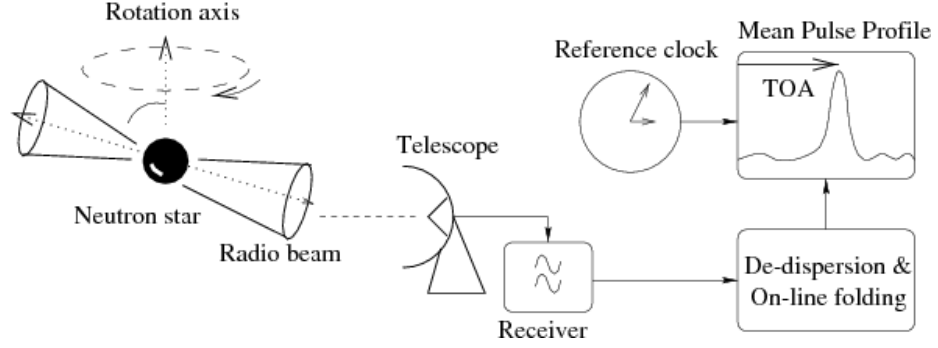 Rotation axis
Neutron star
Radio beam
Telescope
Receiver
Reference clock
Mean Pulse Profile
TOA
De-dispersion &
On-line folding